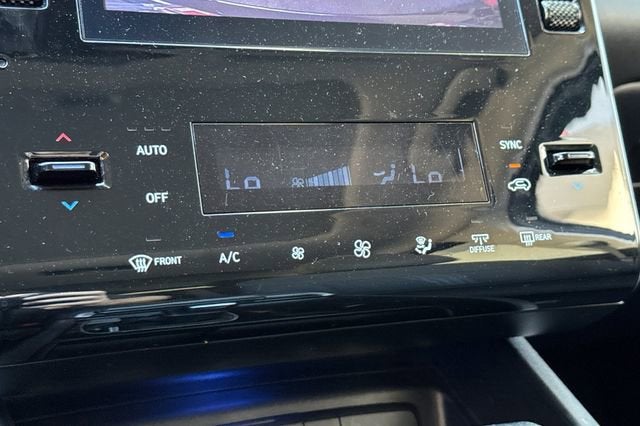 AUTO
SYNC
Lo
Lo
OFF
FRONT
A/C
DIFFUSE
REAR